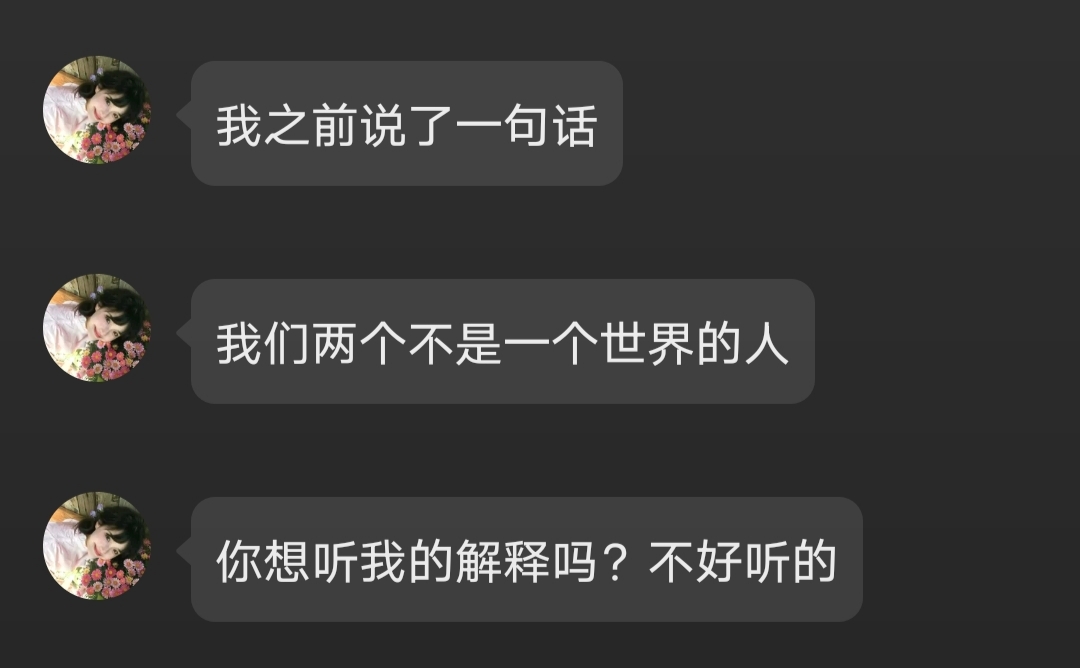 我之前说了一句话
我们两个不是一个世界的人
你想听我的解释吗？不好听的